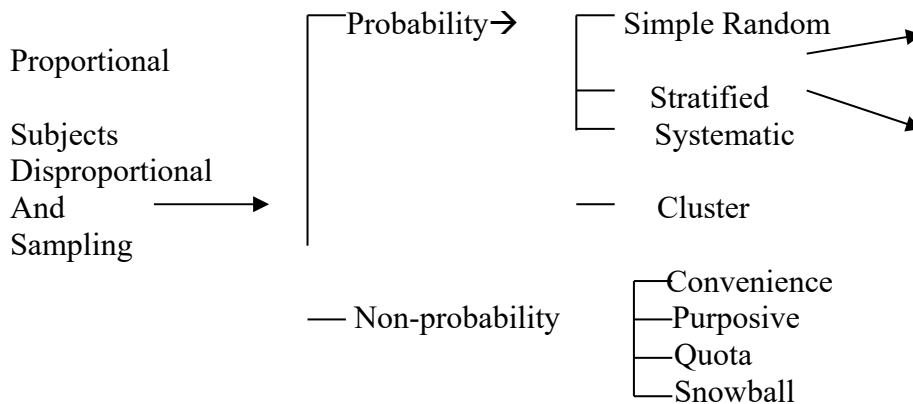 Probability→ Simple Random
Proportional
Stratified
Subjects Systematic
Disproportional
And Cluster
Sampling
Convenience
Non-probability Purposive
Quota
Snowball